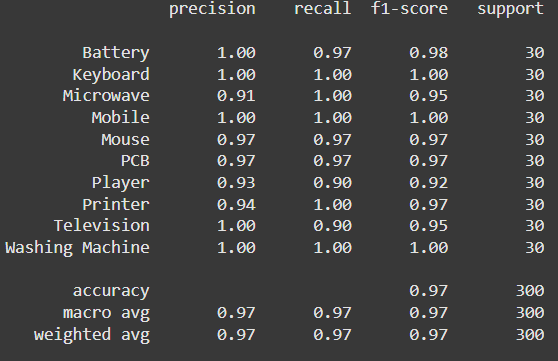 precision recall f1-score support
Battery 1.00 0.97 0.98 30
Keyboard 1.00 1.00 1.00 30
Microwave 0.91 1.00 0.95 30
Mobile 1.00 1.00 1.00 30
Mouse 0.97 0.97 0.97 30
PCB 0.97 0.97 0.97 30
Player 0.93 0.90 0.92 30
Printer 0.94 1.00 0.97 30
Television 1.00 0.90 0.95 30
Washing Machine 1.00 1.00 1.00 30
accuracy 0.97 300
macro avg 0.97 0.97 0.97 300
weighted avg 0.97 0.97 0.97 300